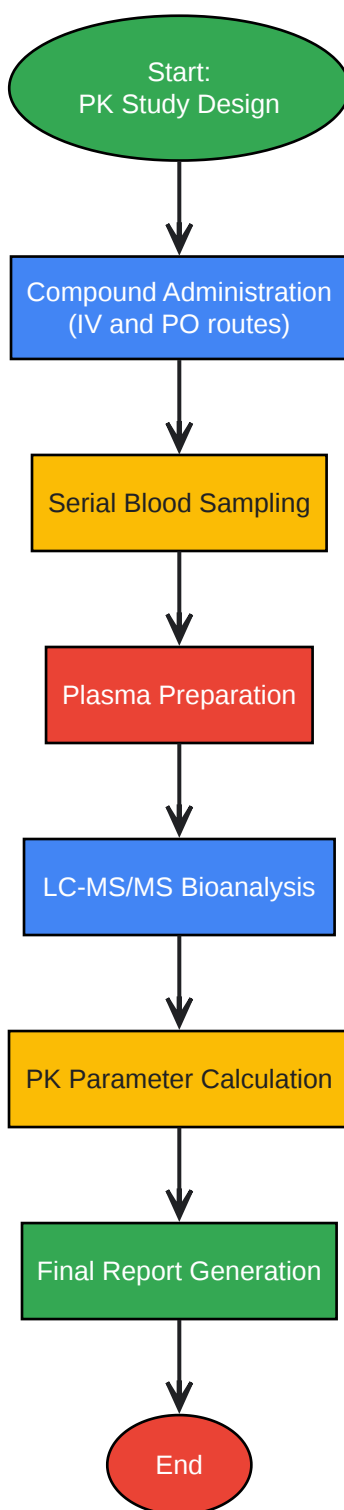 Start:
PK Study Design
Compound Administration
(IV and PO routes)
Serial Blood Sampling
Plasma Preparation
LC-MS/MS Bioanalysis
PK Parameter Calculation
Final Report Generation
End